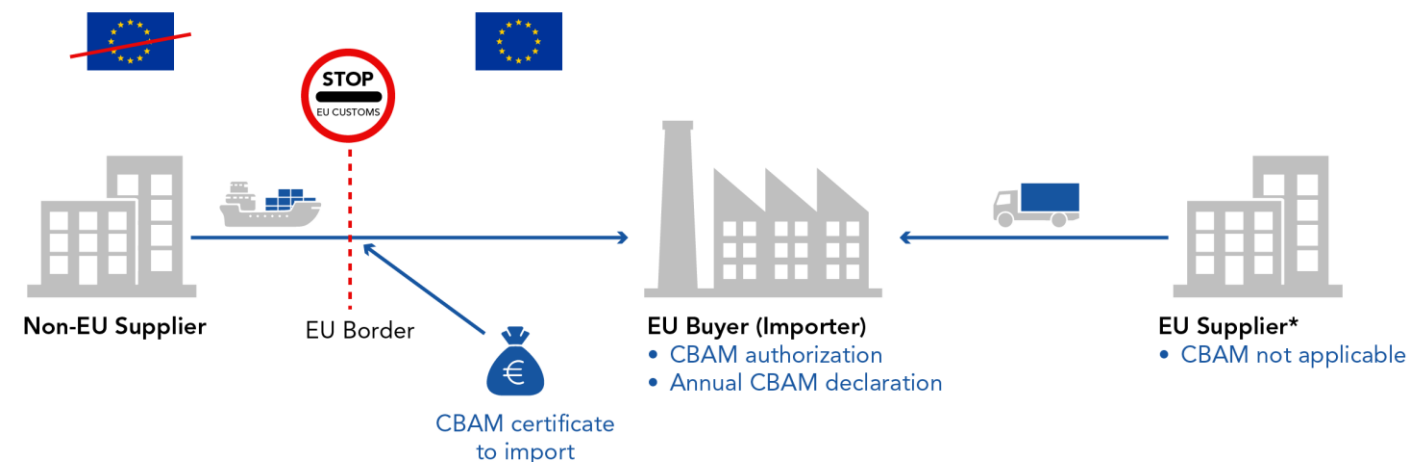 STOP
EU CUSTOMS
Non-EU Supplier
EU Border
CBAM certificate
to import
EU Buyer (Importer)
• CBAM authorization
• Annual CBAM declaration
EU Supplier*
• CBAM not applicable
€